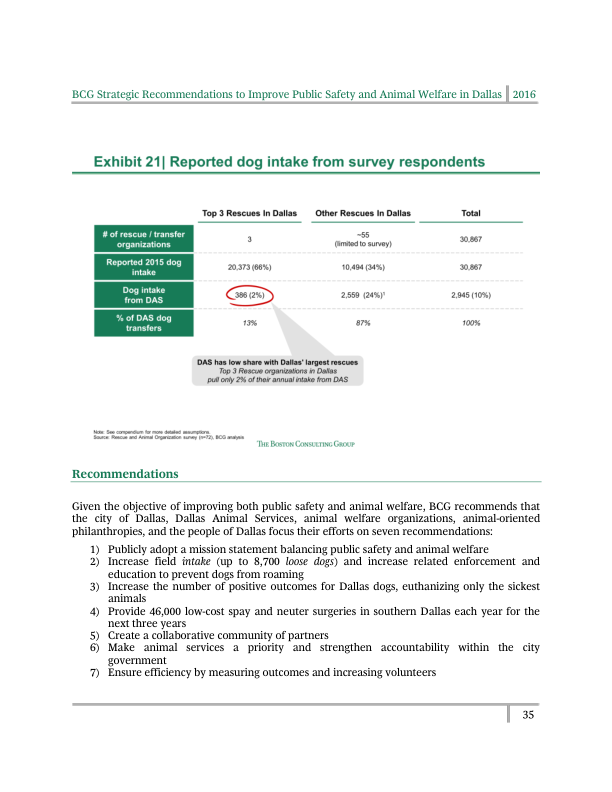 BCG Strategic Recommendations to Improve Public Safety and Animal Welfare in Dallas 2016
Exhibit 21| Reported dog intake from survey respondents
Top 3 Rescues In Dallas Other Rescues In Dallas Total
# of rescue / transfer organizations 3 ~55 (limited to survey) 30,867
Reported 2015 dog intake 20,373 (66%) 10,494 (34%) 30,867
Dog intake from DAS 386 (2%) 2,559 (24%)¹ 2,945 (10%)
% of DAS dog transfers 13% 87% 100%
DAS has low share with Dallas' largest rescues
Top 3 Rescue organizations in Dallas
pull only 2% of their annual intake from DAS
Note: See compendium for more detailed assumptions.
Source: Rescue and Animal Organization survey (n=72), BCG analysis
THE BOSTON CONSULTING GROUP
Recommendations
Given the objective of improving both public safety and animal welfare, BCG recommends that
the city of Dallas, Dallas Animal Services, animal welfare organizations, animal-oriented
philanthropies, and the people of Dallas focus their efforts on seven recommendations:
1) Publicly adopt a mission statement balancing public safety and animal welfare
2) Increase field intake (up to 8,700 loose dogs) and increase related enforcement and
education to prevent dogs from roaming
3) Increase the number of positive outcomes for Dallas dogs, euthanizing only the sickest
animals
4) Provide 46,000 low-cost spay and neuter surgeries in southern Dallas each year for the
next three years
5) Create a collaborative community of partners
6) Make animal services a priority and strengthen accountability within the city
government
7) Ensure efficiency by measuring outcomes and increasing volunteers
35